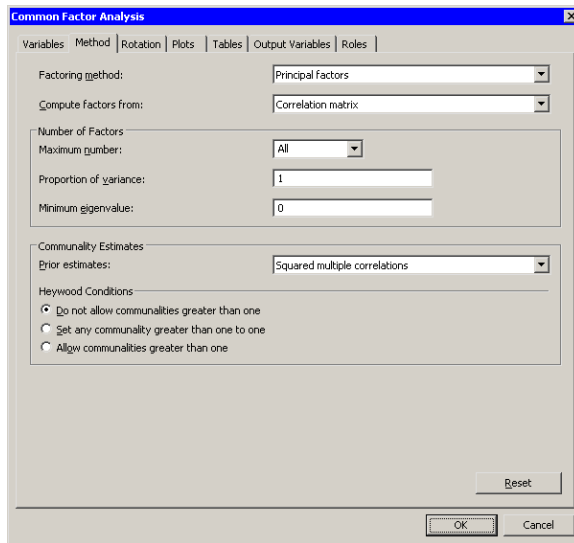 Common Factor Analysis
Variables Method Rotation Plots Tables Output Variables Roles
Factoring method: Principal factors
Compute factors from: Correlation matrix
Number of Factors
Maximum number: All
Proportion of variance: 1
Minimum eigenvalue: 0
Communality Estimates
Prior estimates: Squared multiple correlations
Heywood Conditions
Do not allow communalities greater than one
Set any communality greater than one to one
Allow communalities greater than one
Reset
OK Cancel